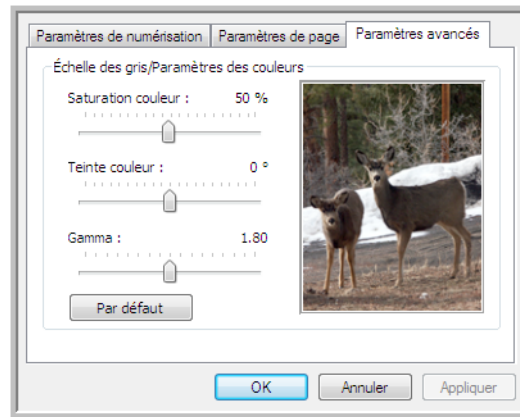 Paramètres de numérisation Paramètres de page Paramètres avancés
Échelle des gris/Paramètres des couleurs
Saturation couleur : 50 %
Teinte couleur : 0 °
Gamma : 1.80
Par défaut
OK Annuler Appliquer